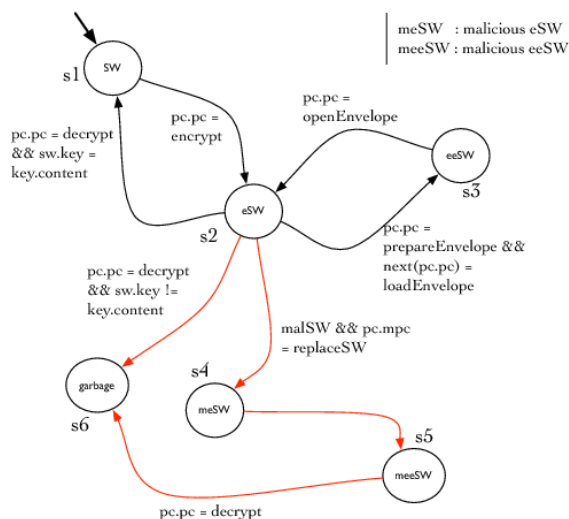 meSW : malicious eSW
meeSW : malicious eeSW
SW
s1
pc.pc =
encrypt
pc.pc = decrypt
&& sw.key =
key.content
pc.pc =
openEnvelope
eeSW
s3
eSW
s2
pc.pc =
prepareEnvelope &&
next(pc.pc) =
loadEnvelope
pc.pc = decrypt
&& sw.key !=
key.content
malSW && pc.mpc
= replaceSW
s4
garbage
s6
meSW
s5
meeSW
pc.pc = decrypt